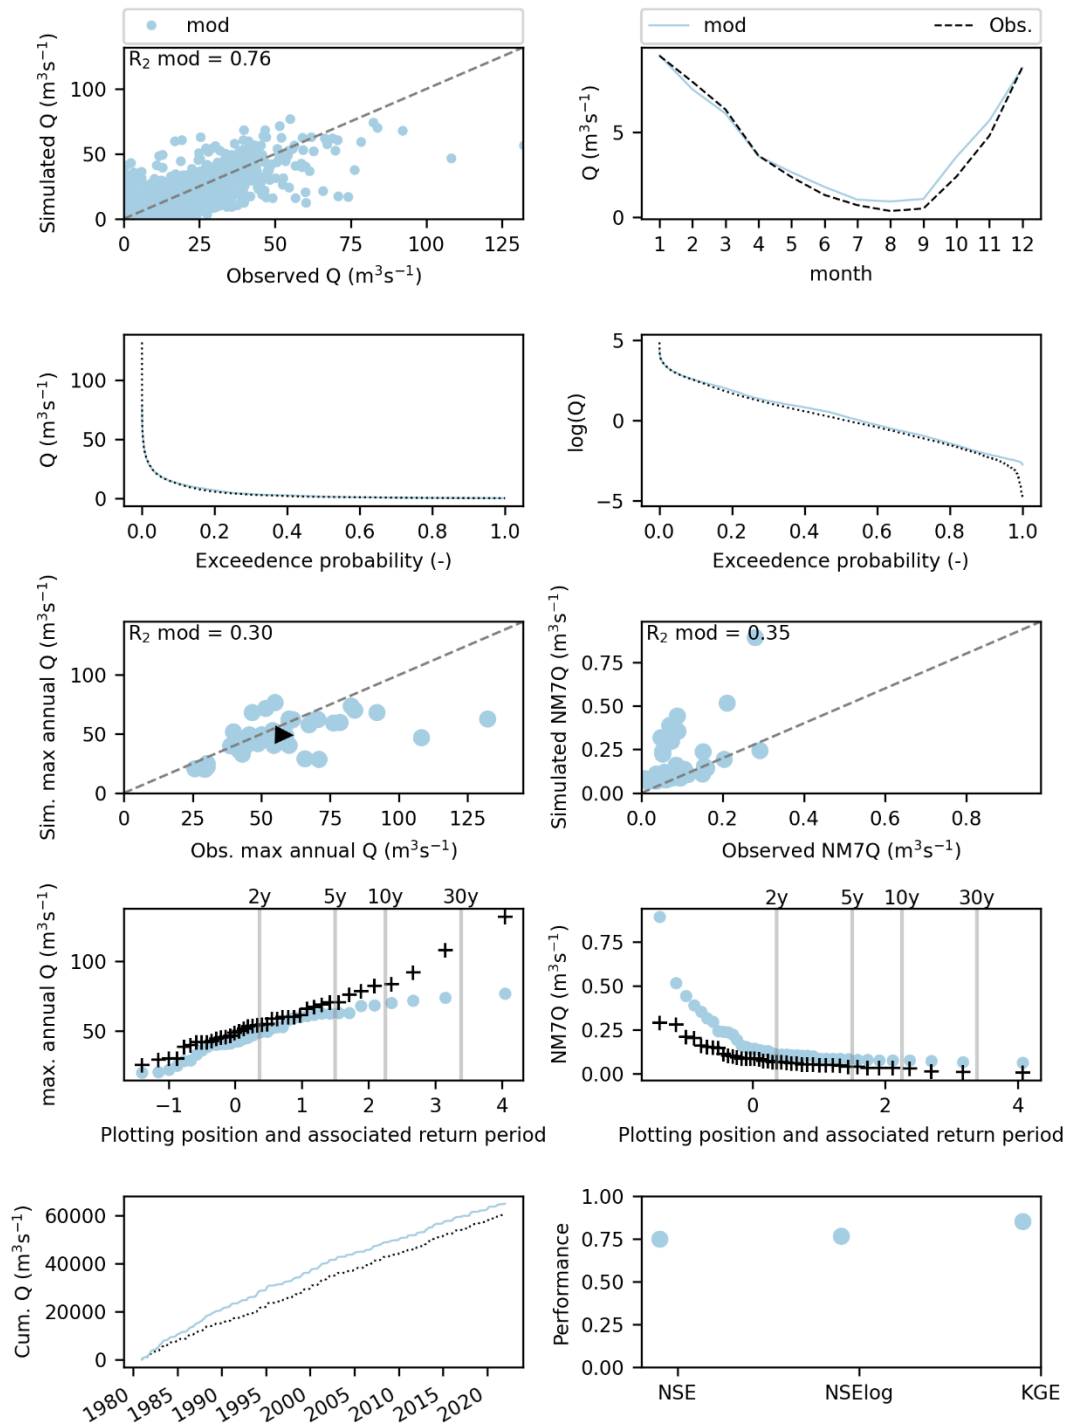 mod
mod Obs.
R₂ mod = 0.76
Simulated Q (m³s⁻¹)
100
50
0
0 25 50 75 100 125
Observed Q (m³s⁻¹)
Q (m³s⁻¹)
5
0
1 2 3 4 5 6 7 8 9 10 11 12
month
Q (m³s⁻¹)
100
50
0
0.0 0.2 0.4 0.6 0.8 1.0
Exceedence probability (-)
log(Q)
5
0
−5
0.0 0.2 0.4 0.6 0.8 1.0
Exceedence probability (-)
R₂ mod = 0.30
Sim. max annual Q (m³s⁻¹)
100
50
0
0 25 50 75 100 125
Obs. max annual Q (m³s⁻¹)
R₂ mod = 0.35
Simulated NM7Q (m³s⁻¹)
0.75
0.50
0.25
0.00
0.0 0.2 0.4 0.6 0.8
Observed NM7Q (m³s⁻¹)
2y 5y 10y 30y
max. annual Q (m³s⁻¹)
100
50
−1 0 1 2 3 4
Plotting position and associated return period
2y 5y 10y 30y
NM7Q (m³s⁻¹)
0.75
0.50
0.25
0.00
0 2 4
Plotting position and associated return period
Cum. Q (m³s⁻¹)
60000
40000
20000
0
1980 1985 1990 1995 2000 2005 2010 2015 2020
Performance
1.00
0.75
0.50
0.25
0.00
NSE NSElog KGE